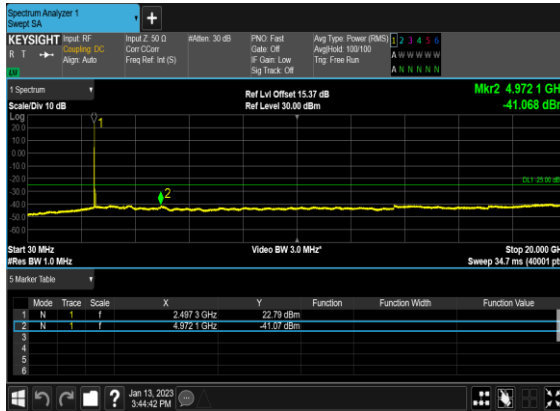 Spectrum Analyzer 1
Swept SA
KEYSIGHT
R T
Input: RF
Coupling: DC
Align: Auto
Input Z: 50 Ω
Corr CCorr
Freq Ref: Int (S)
#Atten: 30 dB
PNO: Fast
Gate: Off
IF Gain: Low
Sig Track: Off
Avg Type: Power (RMS)
Avg|Hold: 100/100
Trig: Free Run
1 2 3 4 5 6
A W W W W W
A N N N N N
1 Spectrum
Scale/Div 10 dB
Ref Lvl Offset 15.37 dB
Ref Level 30.00 dBm
Mkr2 4.972 1 GH
-41.068 dBm
Log
20.0
10.0
0.00
-10.0
-20.0
-30.0
-40.0
-50.0
-60.0
1
2
DL1 -25.00 dB
Start 30 MHz
#Res BW 1.0 MHz
Video BW 3.0 MHz*
Stop 20.000 GH
Sweep 34.7 ms (40001 pt
5 Marker Table
Mode Trace Scale X Y Function Function Width Function Value
1 N 1 f 2.497 3 GHz 22.79 dBm
2 N 1 f 4.972 1 GHz -41.07 dBm
3
4
5
6
?
Jan 13, 2023
3:44:42 PM